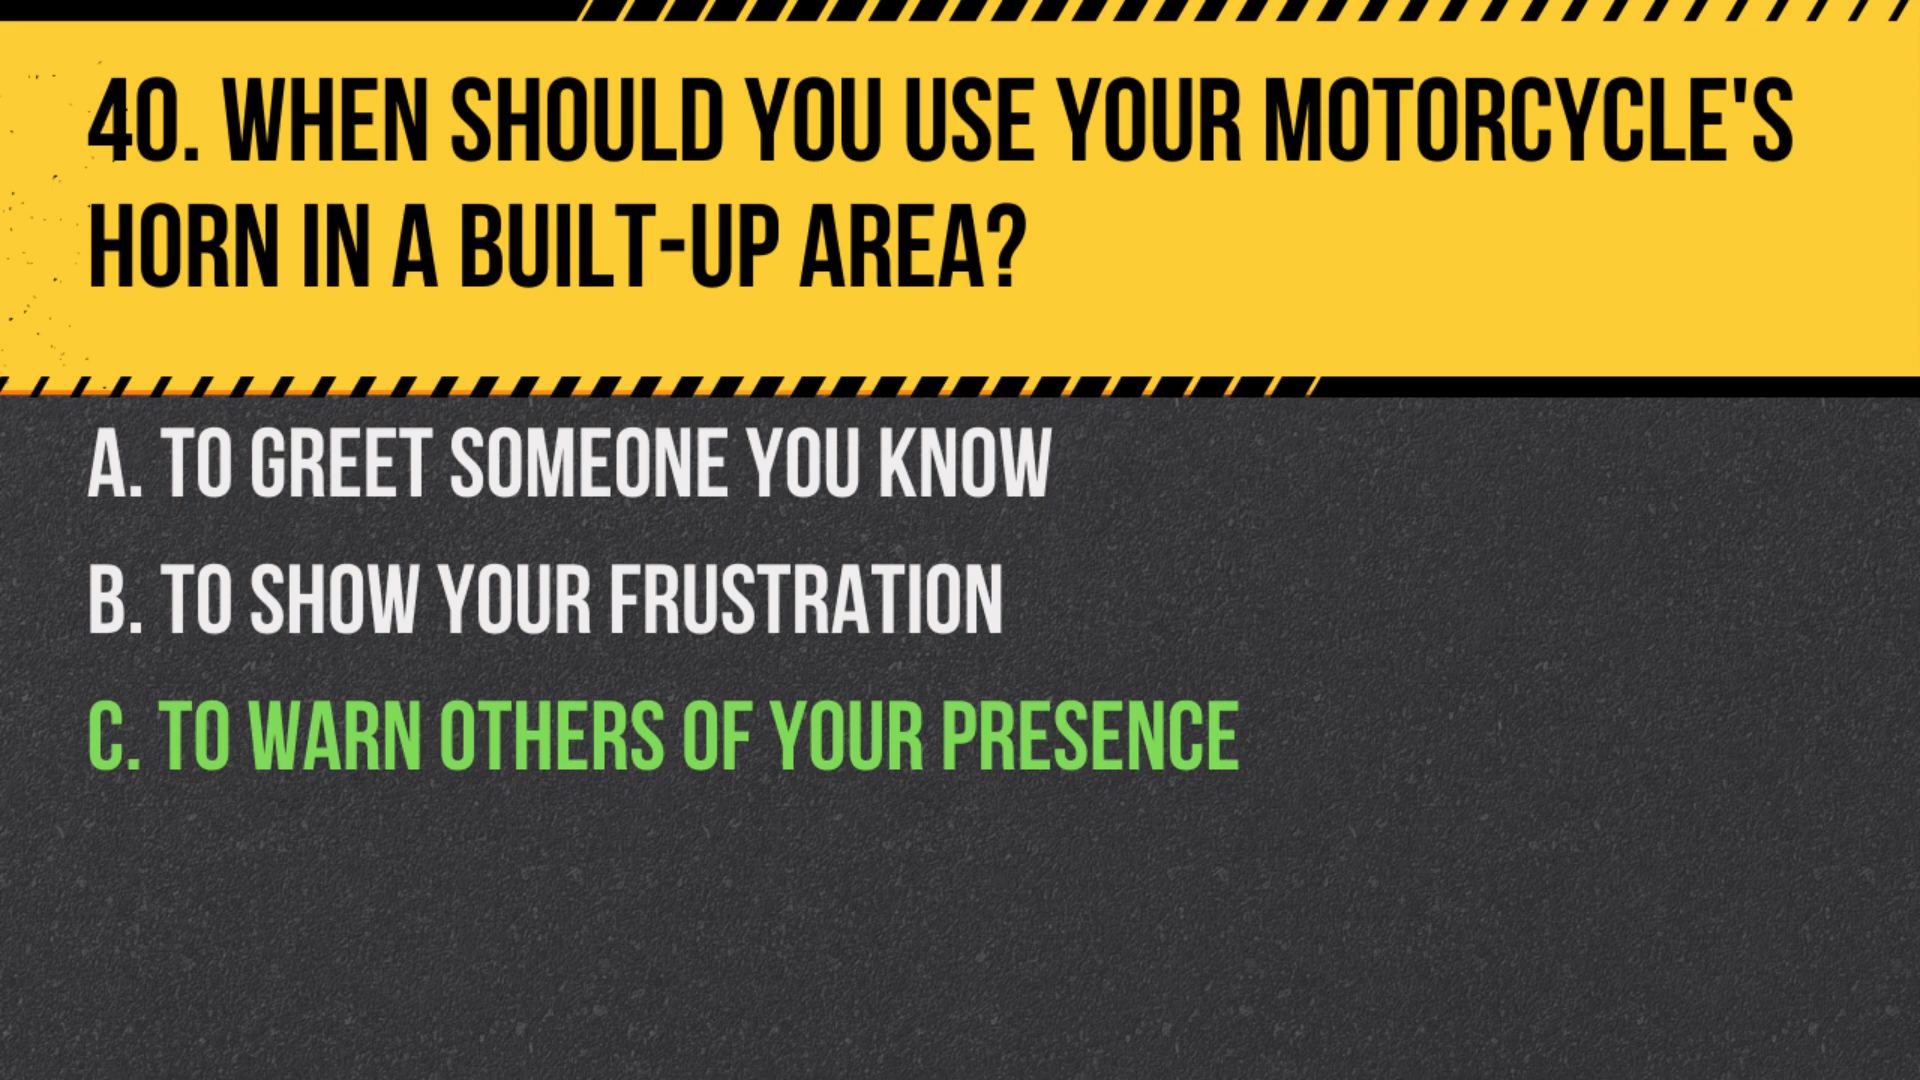 40. WHEN SHOULD YOU USE YOUR MOTORCYCLE'S
HORN IN A BUILT-UP AREA?
A. TO GREET SOMEONE YOU KNOW
B. TO SHOW YOUR FRUSTRATION
C. TO WARN OTHERS OF YOUR PRESENCE